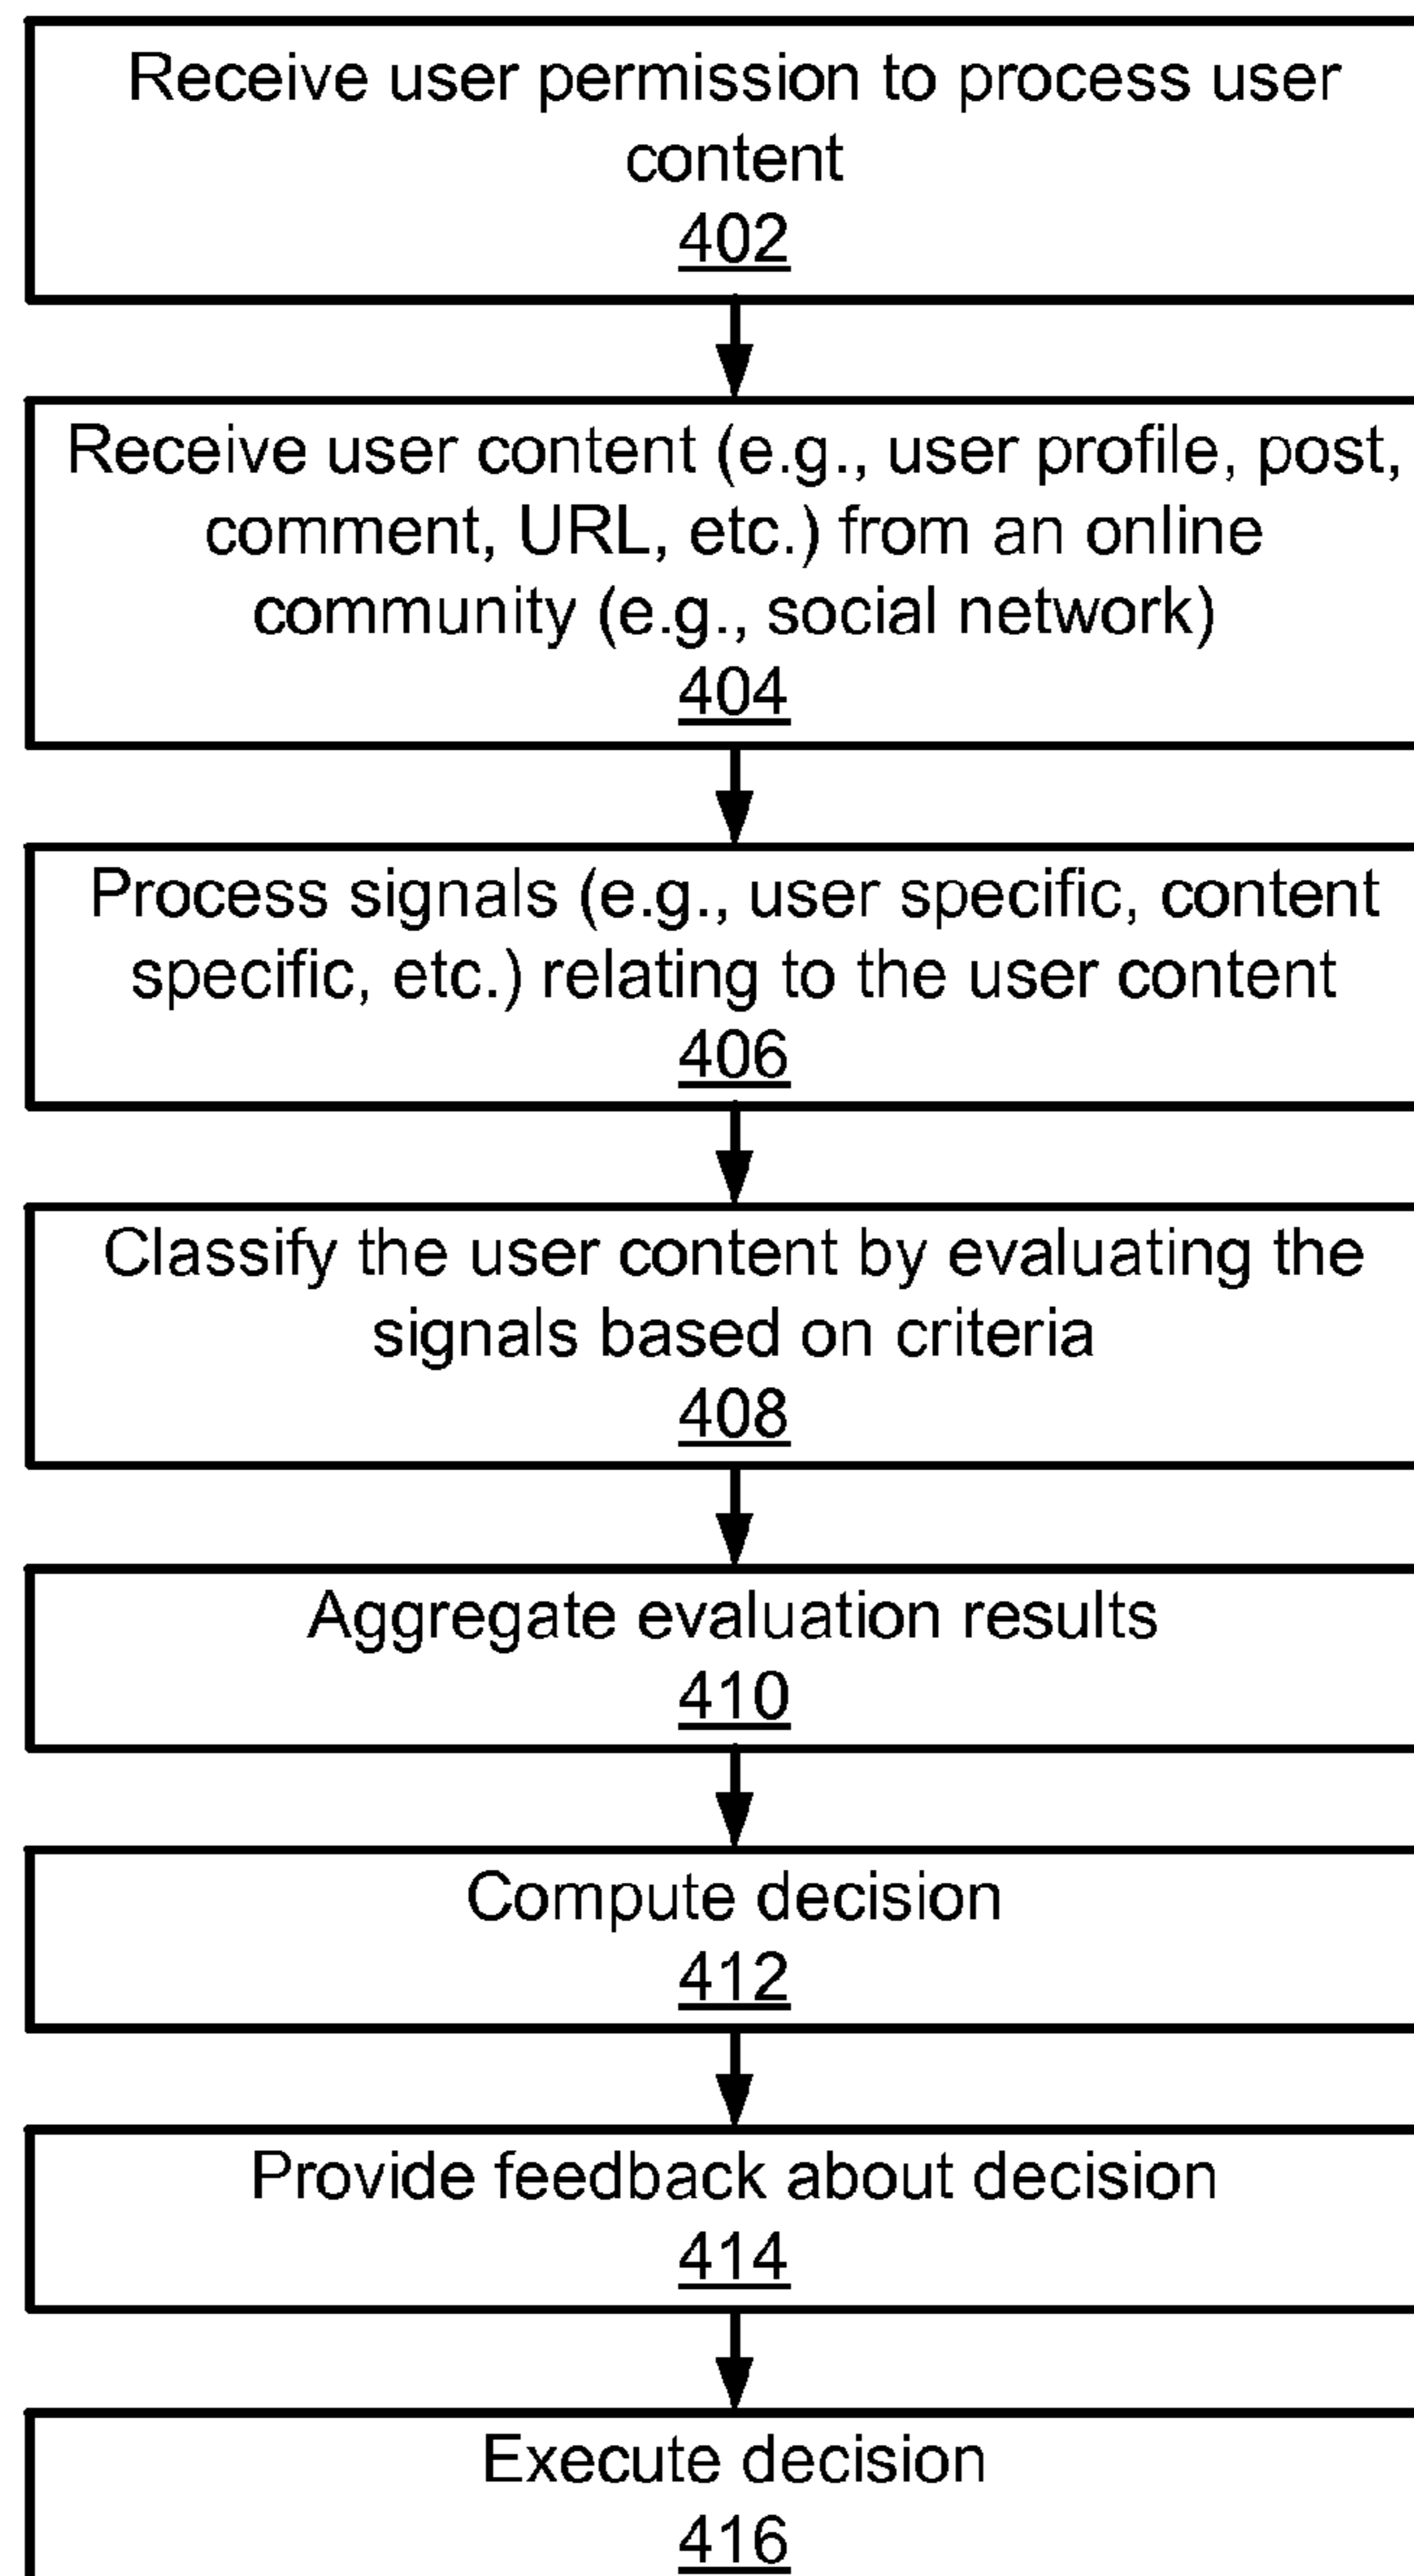 Receive user permission to process user
content
402
Receive user content (e.g., user profile, post,
comment, URL, etc.) from an online
community (e.g., social network)
404
Process signals (e.g., user specific, content
specific, etc.) relating to the user content
406
Classify the user content by evaluating the
signals based on criteria
408
Aggregate evaluation results
410
Compute decision
412
Provide feedback about decision
414
Execute decision
416